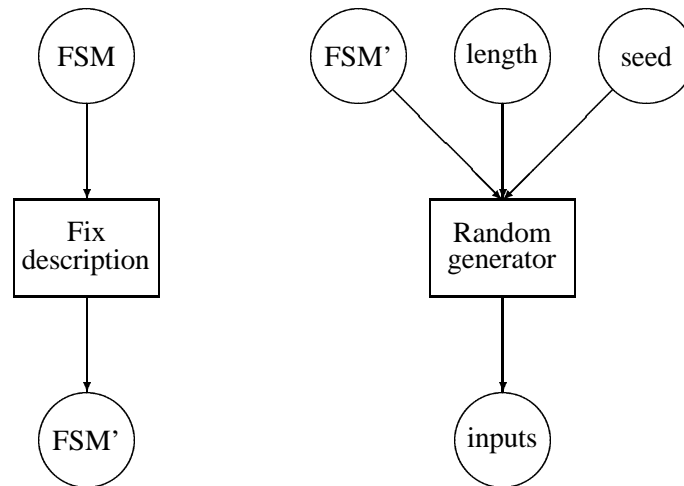 FSM
FSM’
length
seed
Fix
description
Random
generator
FSM’
inputs